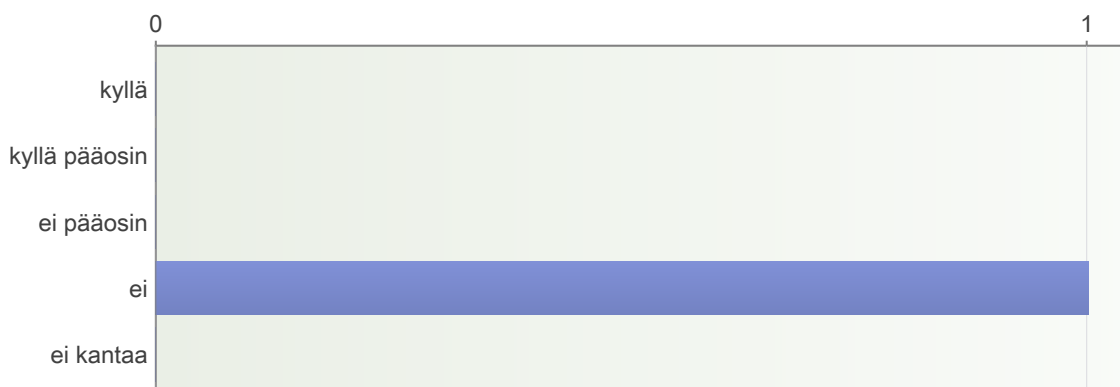 0 1
kyllä
kyllä pääosin
ei pääosin
ei
ei kantaa